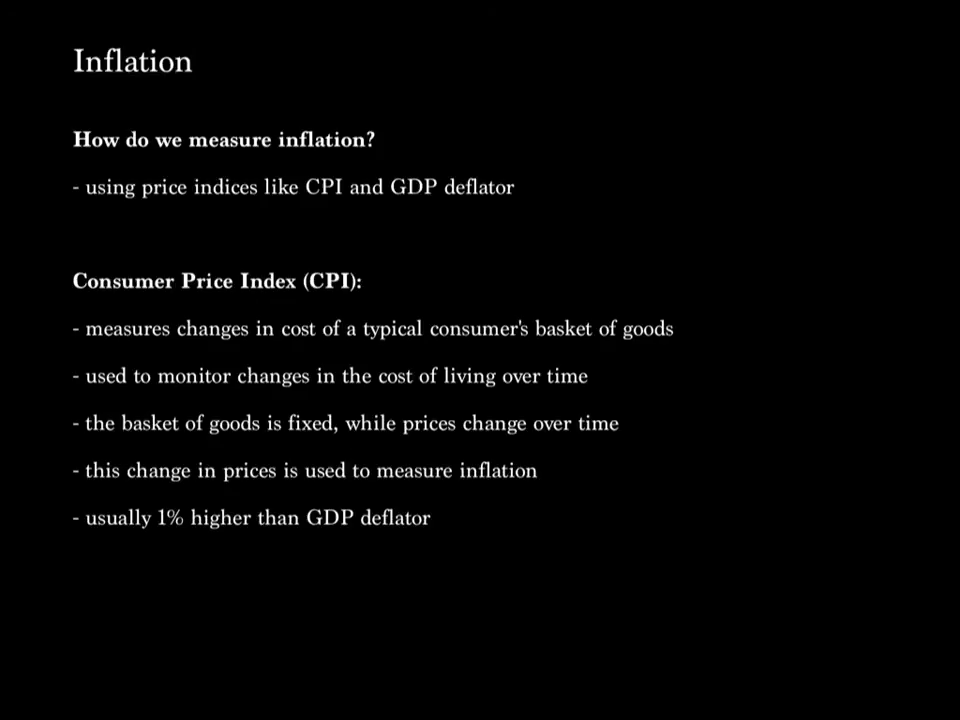 Inflation
How do we measure inflation?
- using price indices like CPI and GDP deflator
Consumer Price Index (CPI):
- measures changes in cost of a typical consumer's basket of goods
- used to monitor changes in the cost of living over time
- the basket of goods is fixed, while prices change over time
- this change in prices is used to measure inflation
- usually 1% higher than GDP deflator